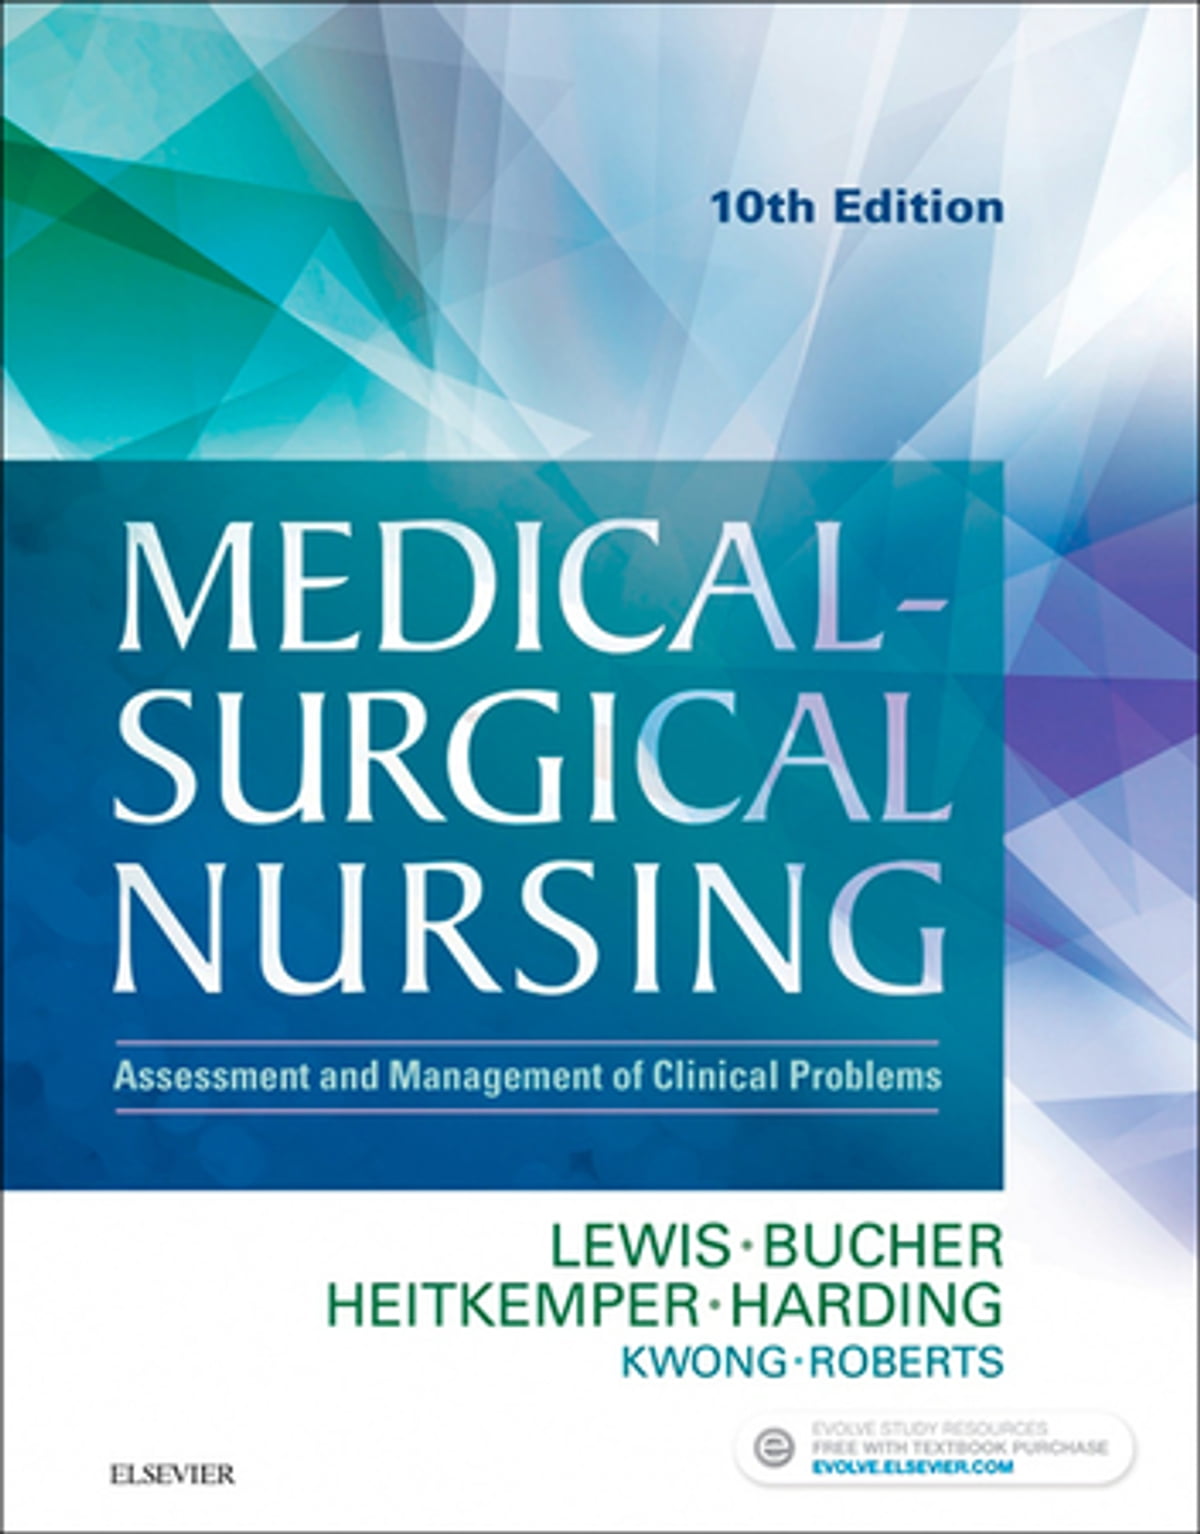 10th Edition
MEDICAL-
SURGICAL
NURSING
Assessment and Management of Clinical Problems
LEWIS • BUCHER
HEITKEMPER • HARDING
KWONG • ROBERTS
e
EVOLVE STUDY RESOURCES
FREE WITH TEXTBOOK PURCHASE
EVOLVE.ELSEVIER.COM
ELSEVIER